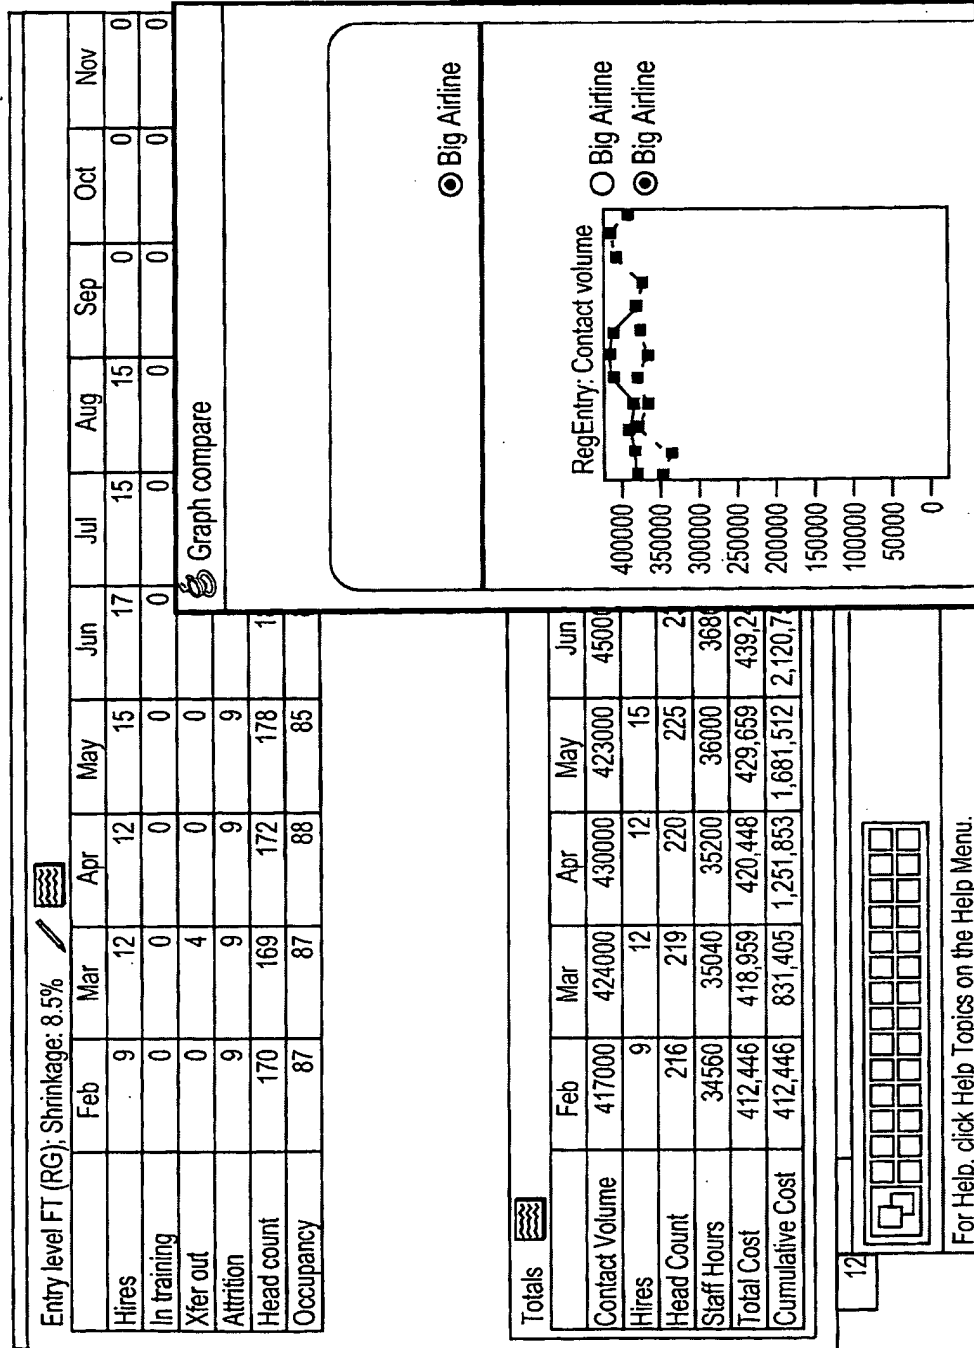 Entry level FT (RG); Shrinkage: 8.5%
Feb Mar Apr May Jun Jul Aug Sep Oct Nov
Hires 9 12 12 15 17 15 15 0 0 0
In training 0 0 0 0 0 0 0 0 0 0
Xfer out 0 4 0 0
Attrition 9 9 9 9
Head count 170 169 172 178
Occupancy 87 87 88 85
Graph compare
Big Airline
RegEntry: Contact volume
Big Airline
Big Airline
400000
350000
300000
250000
200000
150000
100000
50000
0
Totals
Feb Mar Apr May Jun
Contact Volume 417000 424000 430000 423000 45000
Hires 9 12 12 15
Head Count 216 219 220 225
Staff Hours 34560 35040 35200 36000 368
Total Cost 412,446 418,959 420,448 429,659 439,2
Cumulative Cost 412,446 831,405 1,251,853 1,681,512 2,120,7
12
For Help, click Help Topics on the Help Menu.